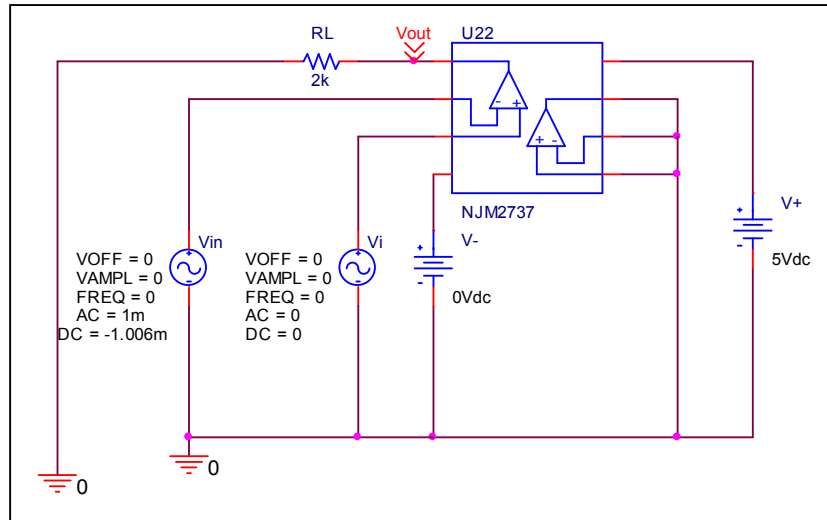 RL
Vout
U22
2k
- +
+ -
NJM2737
Vin
VOFF = 0
VAMPL = 0
FREQ = 0
AC = 1m
DC = -1.006m
+
-
Vi
VOFF = 0
VAMPL = 0
FREQ = 0
AC = 0
DC = 0
+
-
V-
+
-
0Vdc
V+
+
-
5Vdc
0
0